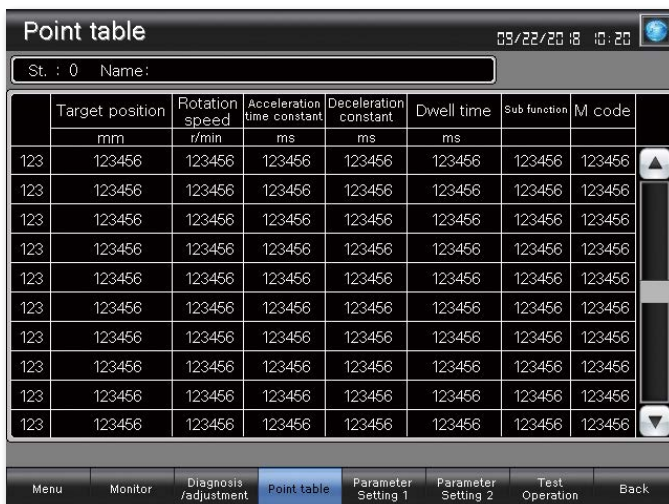 Point table
09/22/2018 10:20
St. : 0 Name:
Target position Rotation speed Acceleration time constant Deceleration constant Dwell time Sub function M code
mm r/min ms ms ms
123 123456 123456 123456 123456 123456 123456 123456
123 123456 123456 123456 123456 123456 123456 123456
123 123456 123456 123456 123456 123456 123456 123456
123 123456 123456 123456 123456 123456 123456 123456
123 123456 123456 123456 123456 123456 123456 123456
123 123456 123456 123456 123456 123456 123456 123456
123 123456 123456 123456 123456 123456 123456 123456
123 123456 123456 123456 123456 123456 123456 123456
123 123456 123456 123456 123456 123456 123456 123456
123 123456 123456 123456 123456 123456 123456 123456
Menu Monitor Diagnosis /adjustment Point table Parameter Setting 1 Parameter Setting 2 Test Operation Back